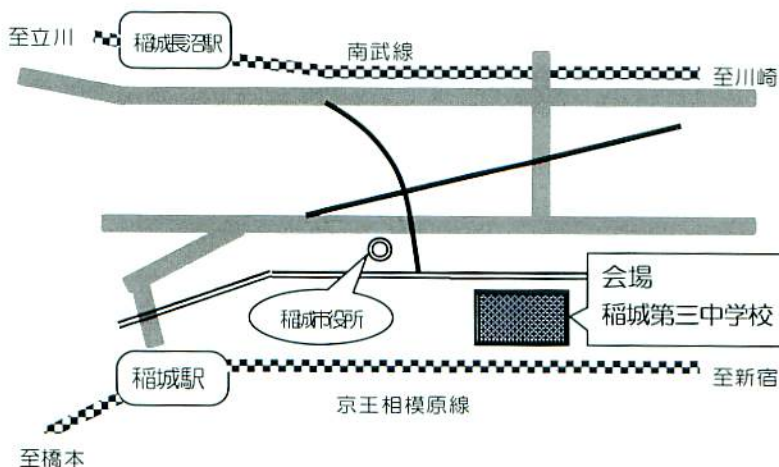 至立川
稲城長沼駅
南武線
至川崎
会場
稲城第三中学校
稲城市役所
稲城駅
至新宿
京王相模原線
至橋本